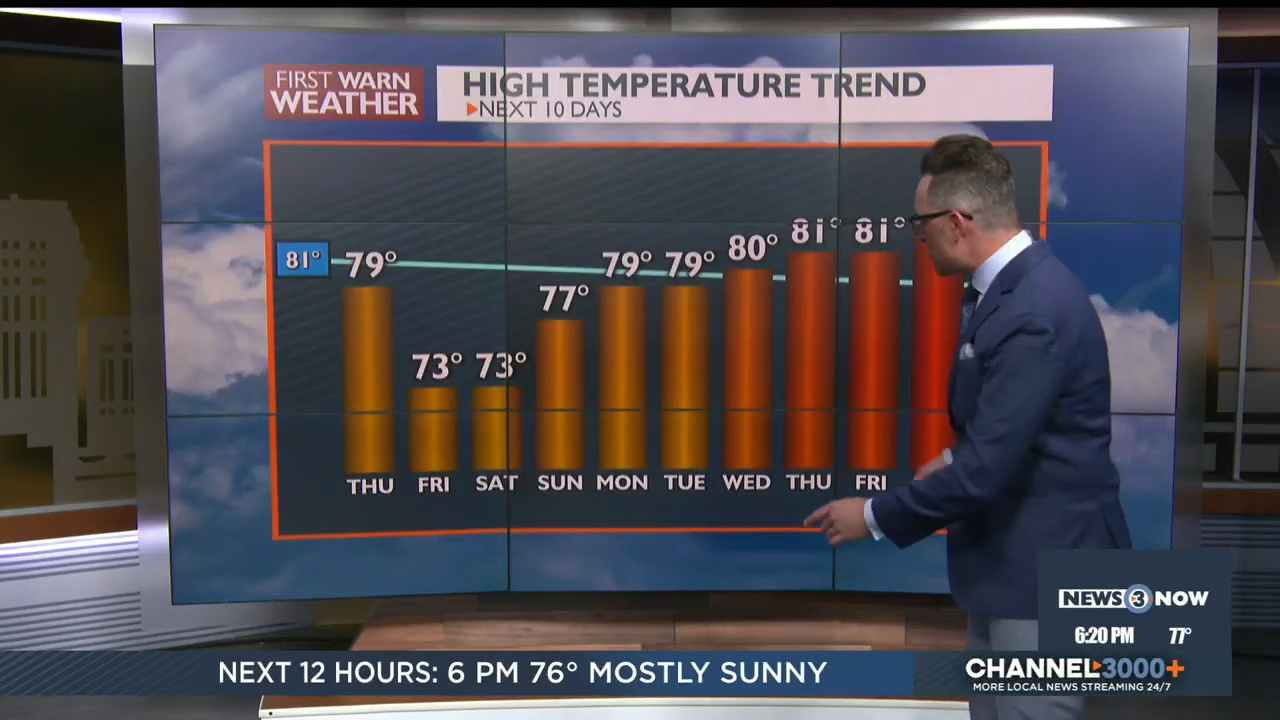 FIRST WARN
WEATHER
HIGH TEMPERATURE TREND
NEXT 10 DAYS
81°
79°
73°
73°
77°
79°
79°
80°
81°
81°
THU FRI SAT SUN MON TUE WED THU FRI
NEWS 3 NOW
6:20 PM 77°
NEXT 12 HOURS: 6 PM 76° MOSTLY SUNNY
CHANNEL 3000+
MORE LOCAL NEWS STREAMING 24/7